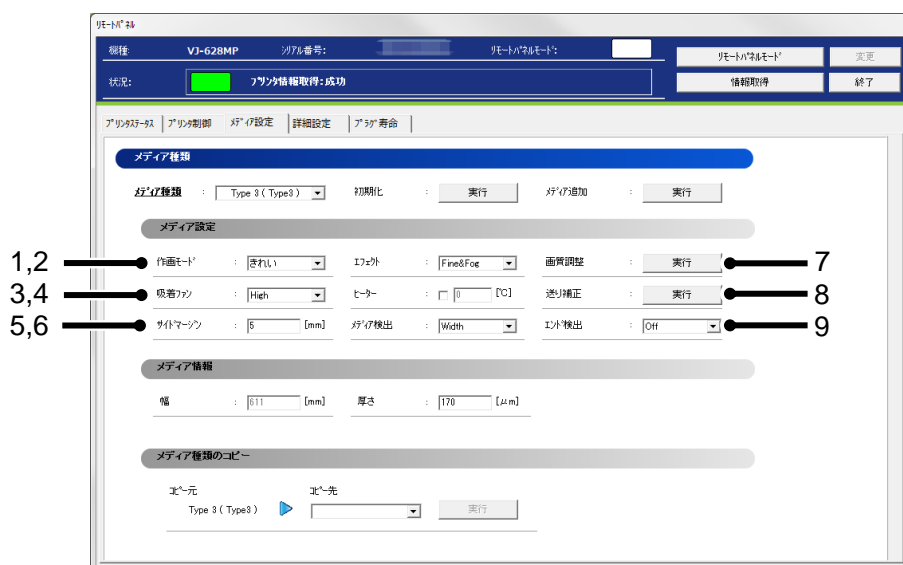 リモートパネル
機種: VJ-628MP シリアル番号: リモートパネルモード: リモートパネルモード 変更
状況: プリンタ情報取得:成功 情報取得 終了
プリンタステータス プリンタ制御 メディア設定 詳細設定 プラグ寿命
メディア種類
メディア種類 : Type 3 ( Type3 ) 初期化 : 実行 メディア追加 : 実行
メディア設定
1,2 作画モード : きれい エフェクト : Fine&Fog 画質調整 : 実行 7
3,4 吸着ファン : High ヒーター : 0 [℃] 送り補正 : 実行 8
5,6 サイドマージン : 5 [mm] メディア検出 : Width エンド検出 : Off 9
メディア情報
幅 : 611 [mm] 厚さ : 170 [μm]
メディア種類のコピー
コピー元 コピー先
Type 3 ( Type3 ) 実行